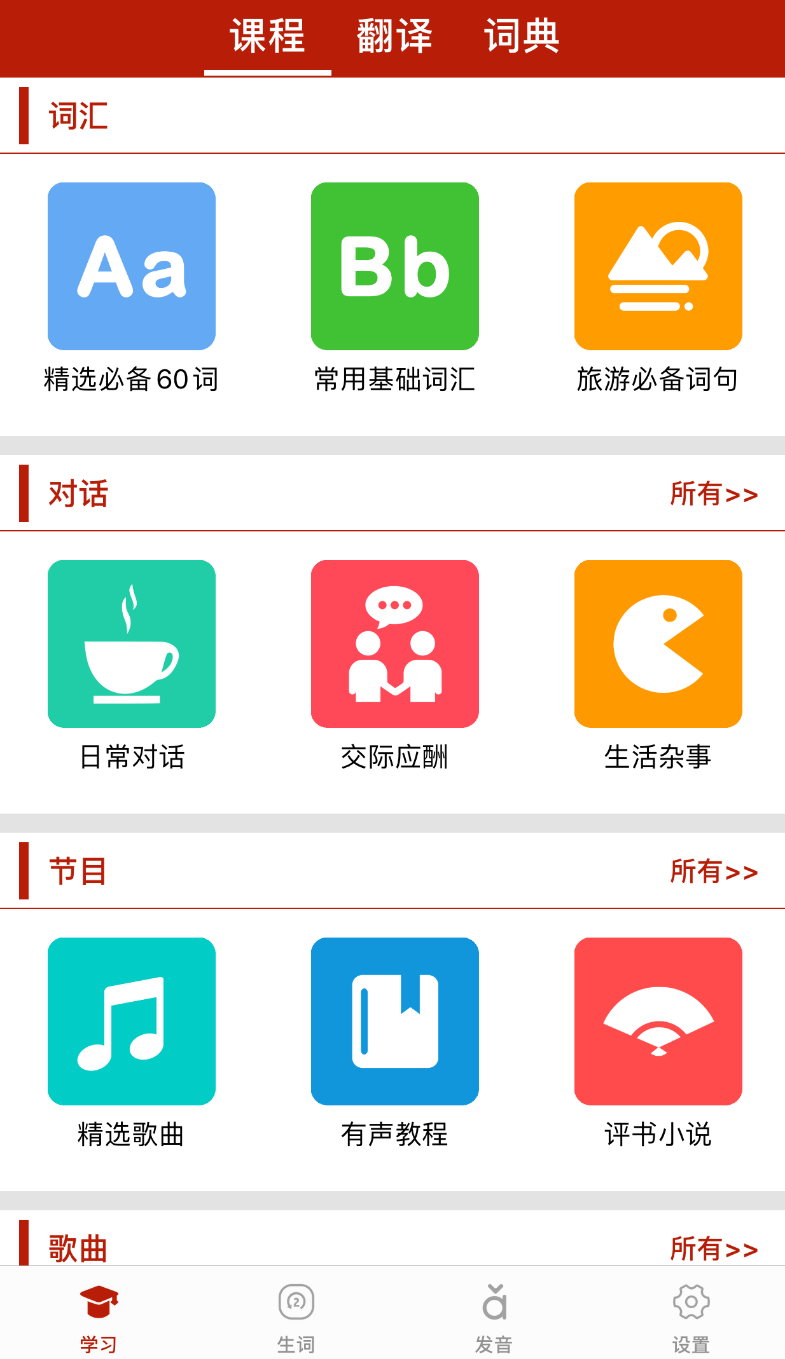 课程 翻译 词典
词汇
Aa Bb
精选必备60词 常用基础词汇 旅游必备词句
对话 所有>>
日常对话 交际应酬 生活杂事
节目 所有>>
精选歌曲 有声教程 评书小说
歌曲 所有>>
2 ǎ
学习 生词 发音 设置